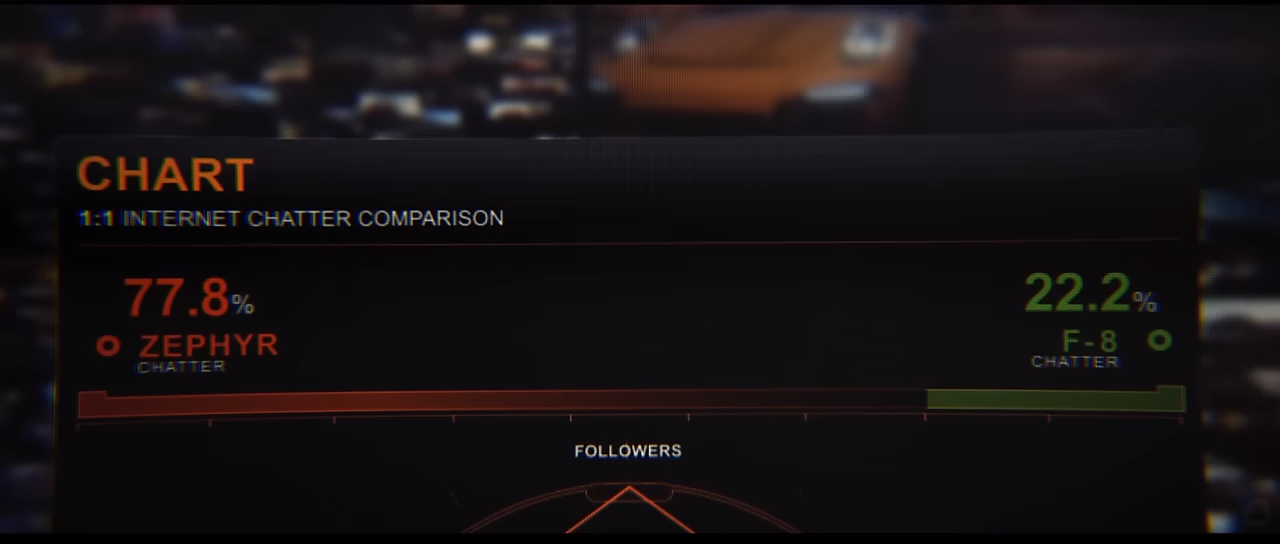 CHART
1:1 INTERNET CHATTER COMPARISON
77.8%
ZEPHYR
CHATTER
22.2%
F-8
CHATTER
FOLLOWERS